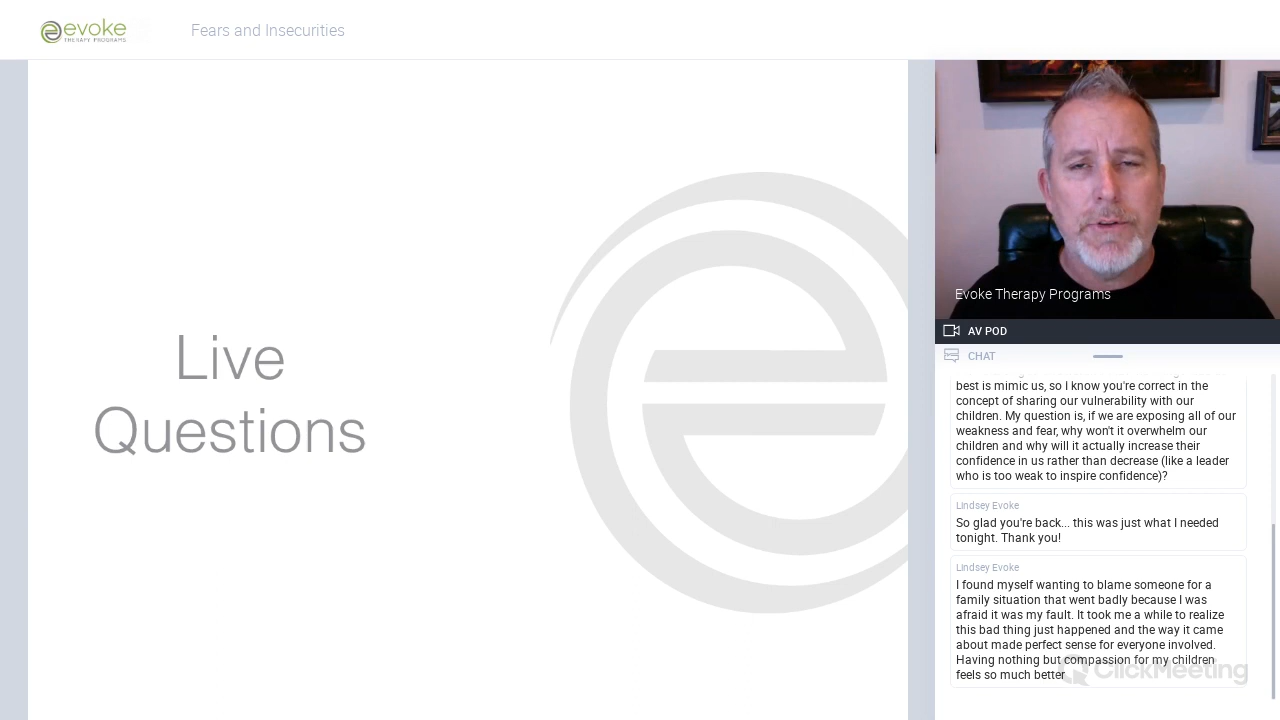 evoke
THERAPY PROGRAMS
Fears and Insecurities
Live
Questions
Evoke Therapy Programs
AV POD
CHAT
best is mimic us, so I know you're correct in the
concept of sharing our vulnerability with our
children. My question is, if we are exposing all of our
weakness and fear, why won't it overwhelm our
children and why will it actually increase their
confidence in us rather than decrease (like a leader
who is too weak to inspire confidence)?
Lindsey Evoke
So glad you're back... this was just what I needed
tonight. Thank you!
Lindsey Evoke
I found myself wanting to blame someone for a
family situation that went badly because I was
afraid it was my fault. It took me a while to realize
this bad thing just happened and the way it came
about made perfect sense for everyone involved.
Having nothing but compassion for my children
feels so much better
ClickMeeting